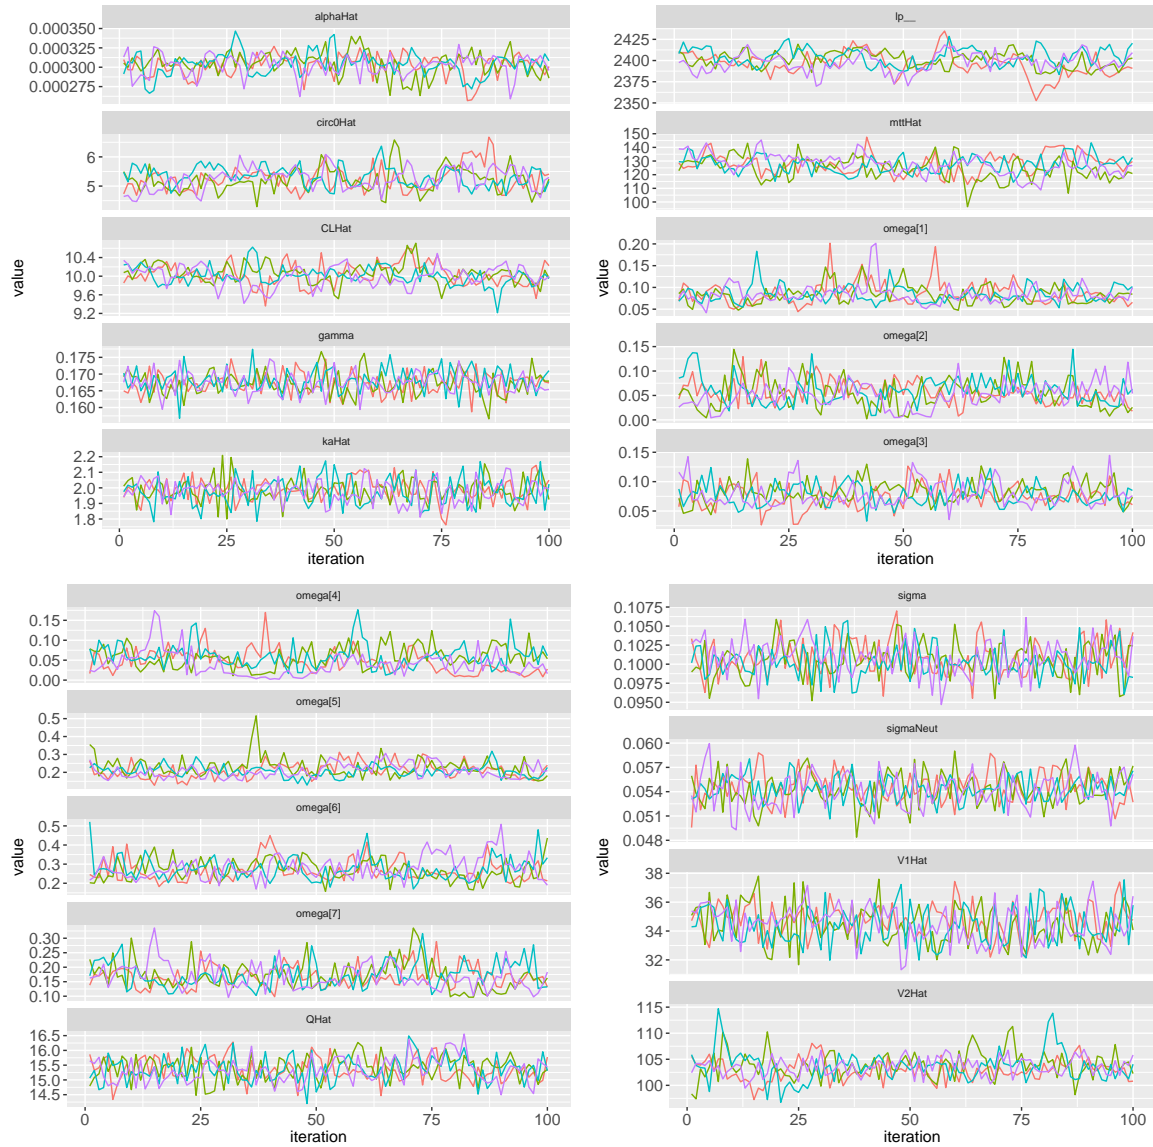 alphaHat
0.000350
0.000325
0.000300
0.000275
circ0Hat
6
5
CLHat
10.4
10.0
9.6
9.2
gamma
0.175
0.170
0.165
0.160
kaHat
2.2
2.1
2.0
1.9
1.8
0 25 50 75 100
iteration
value
lp__
2425
2400
2375
2350
mttHat
150
140
130
120
110
100
omega[1]
0.20
0.15
0.10
0.05
omega[2]
0.15
0.10
0.05
0.00
omega[3]
0.15
0.10
0.05
0 25 50 75 100
iteration
value
omega[4]
0.15
0.10
0.05
0.00
omega[5]
0.5
0.4
0.3
0.2
omega[6]
0.5
0.4
0.3
0.2
omega[7]
0.30
0.25
0.20
0.15
0.10
QHat
16.5
16.0
15.5
15.0
14.5
0 25 50 75 100
iteration
value
sigma
0.1075
0.1050
0.1025
0.1000
0.0975
0.0950
sigmaNeut
0.060
0.057
0.054
0.051
0.048
V1Hat
38
36
34
32
V2Hat
115
110
105
100
0 25 50 75 100
iteration
value